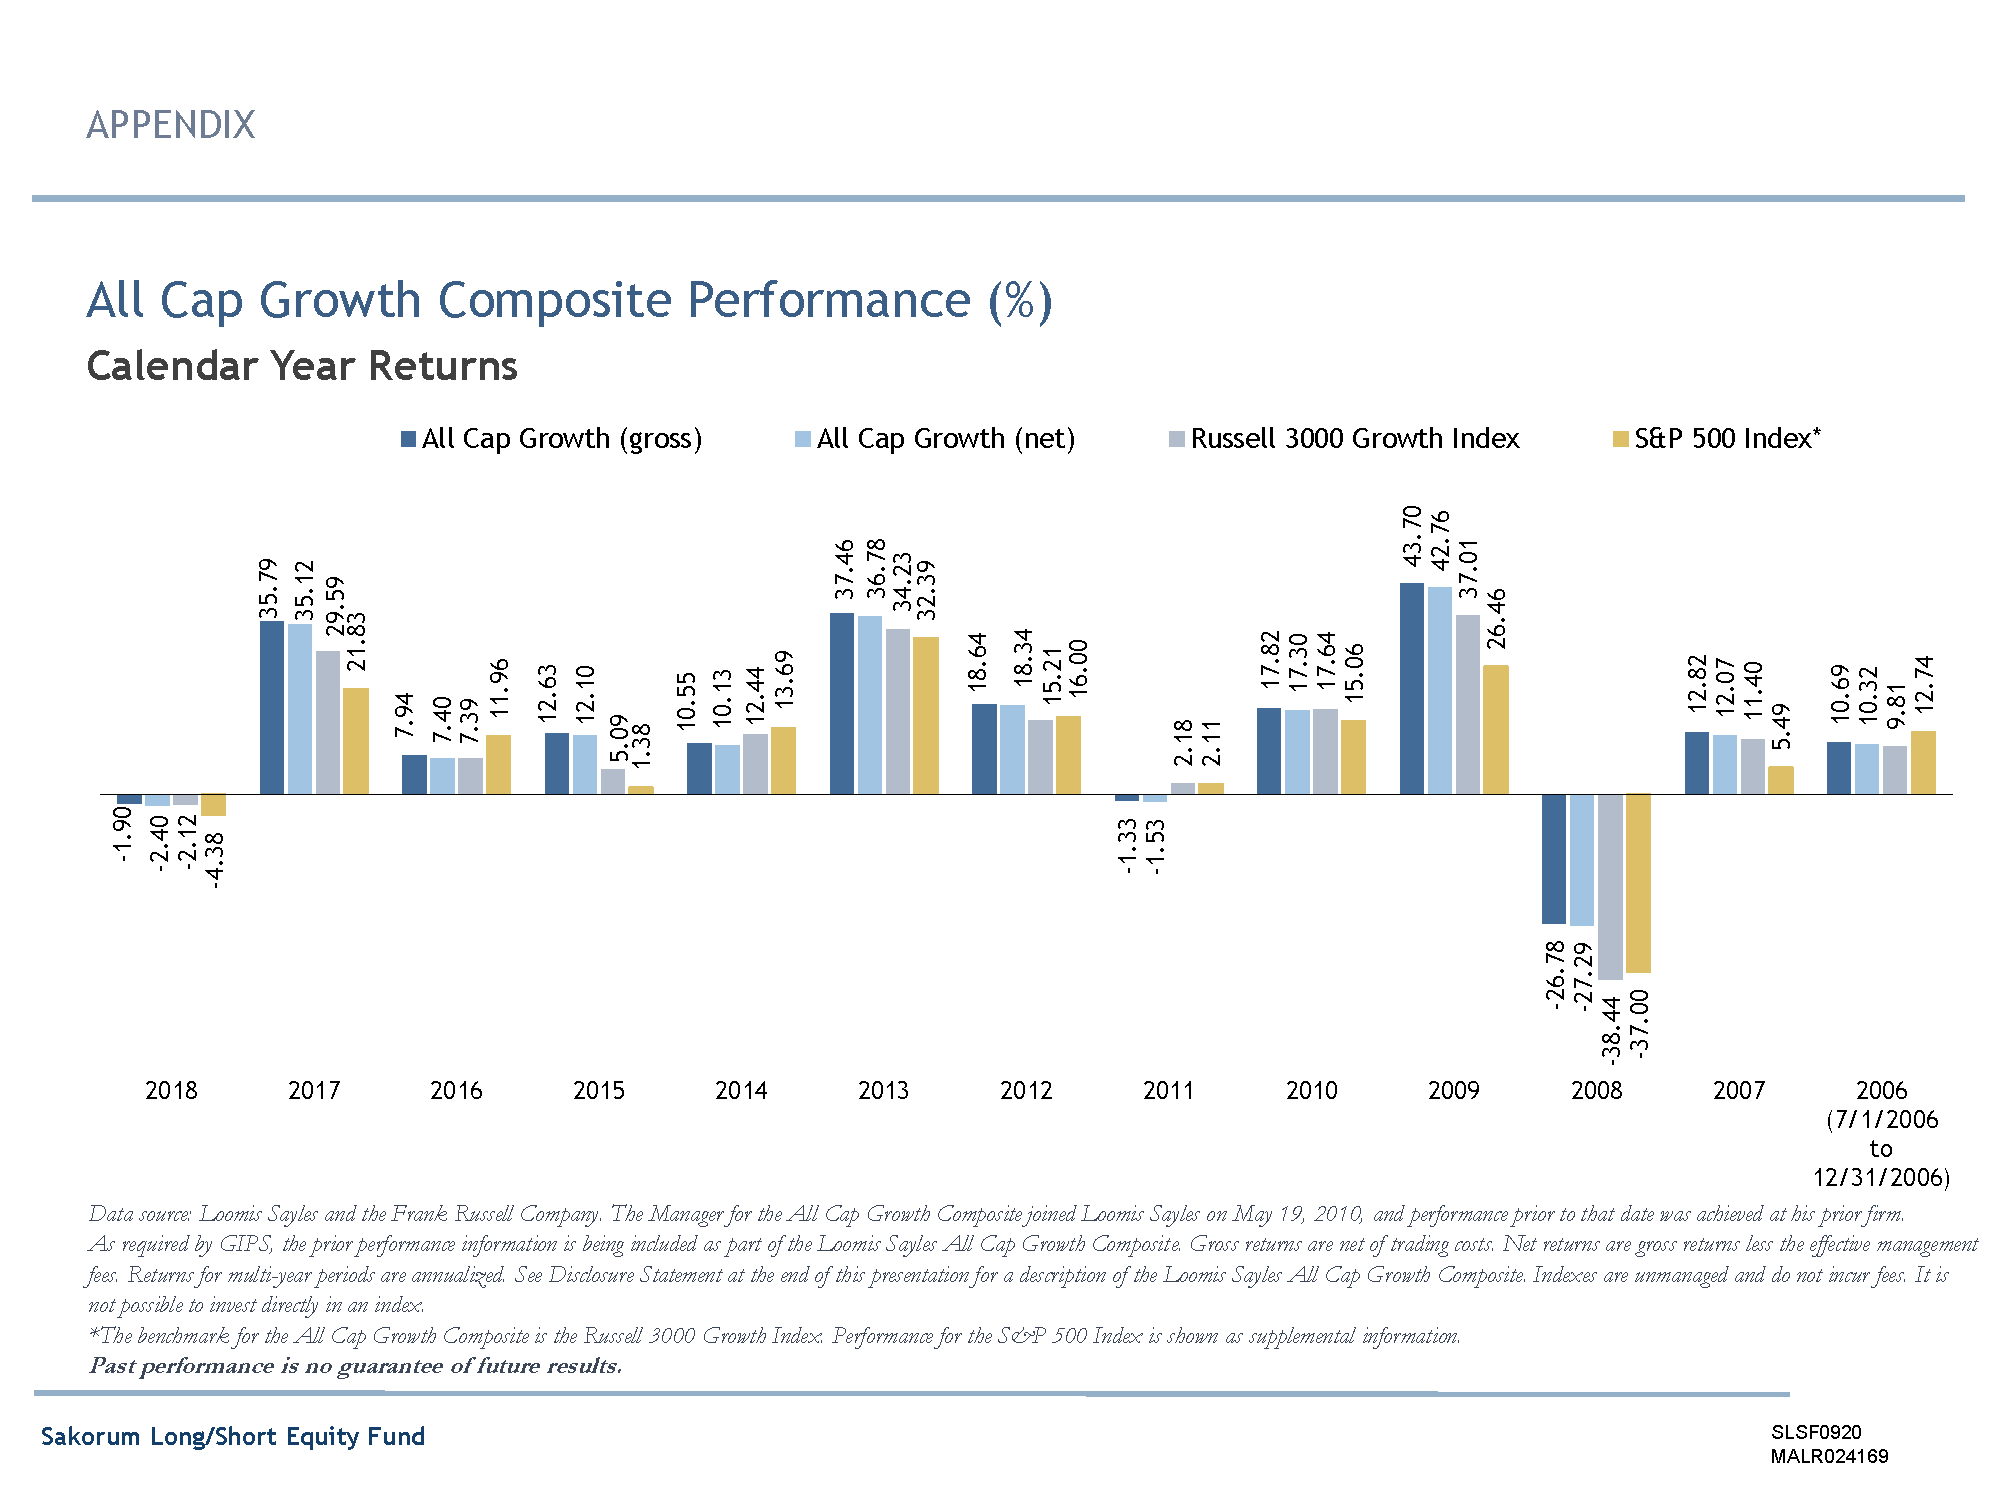 APPENDIX
All Cap Growth Composite Performance (%)
Calendar Year Returns
All Cap Growth (gross) All Cap Growth (net) Russell 3000 Growth Index S&P 500 Index*
-1.90 -2.40 -2.12 -4.38
35.79 35.12 29.59 21.83
7.94 7.40 7.39 11.96
12.63 12.10 5.09 1.38
10.55 10.13 12.44 13.69
37.46 36.78 34.23 32.39
18.64 18.34 15.21 16.00
-1.33 -1.53 2.18 2.11
17.82 17.30 17.64 15.06
43.70 42.76 37.01 26.46
-26.78 -27.29 -38.44 -37.00
12.82 12.07 11.40 5.49
10.69 10.32 9.81 12.74
2018 2017 2016 2015 2014 2013 2012 2011 2010 2009 2008 2007 2006
(7/1/2006
to
12/31/2006)
Data source: Loomis Sayles and the Frank Russell Company. The Manager for the All Cap Growth Composite joined Loomis Sayles on May 19, 2010, and performance prior to that date was achieved at his prior firm.
As required by GIPS, the prior performance information is being included as part of the Loomis Sayles All Cap Growth Composite. Gross returns are net of trading costs. Net returns are gross returns less the effective management
fees. Returns for multi-year periods are annualized. See Disclosure Statement at the end of this presentation for a description of the Loomis Sayles All Cap Growth Composite. Indexes are unmanaged and do not incur fees. It is
not possible to invest directly in an index.
*The benchmark for the All Cap Growth Composite is the Russell 3000 Growth Index. Performance for the S&P 500 Index is shown as supplemental information.
Past performance is no guarantee of future results.
Sakorum Long/Short Equity Fund
SLSF0920
MALR024169